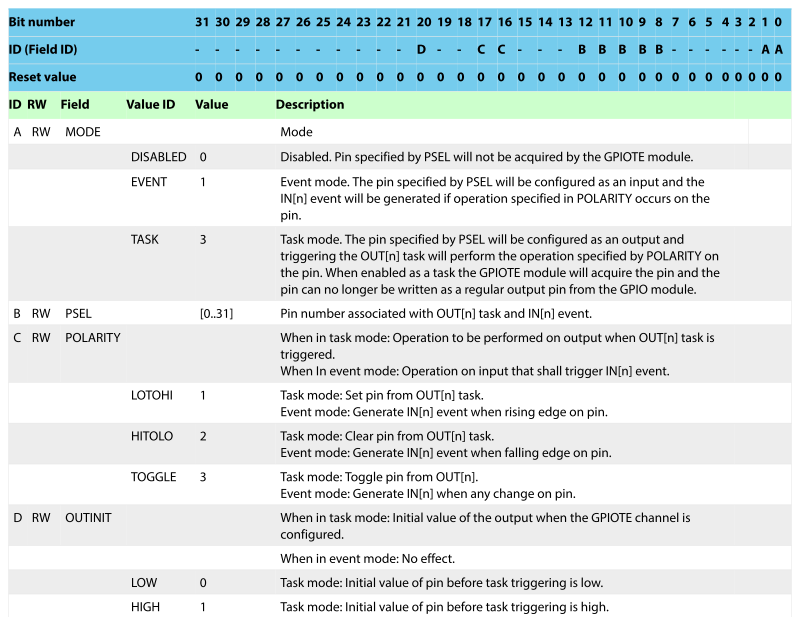 Bit number 31 30 29 28 27 26 25 24 23 22 21 20 19 18 17 16 15 14 13 12 11 10 9 8 7 6 5 4 3 2 1 0
ID (Field ID) - - - - - - - - - - - D - - C C - - - B B B B B - - - - - - A A
Reset value 0 0 0 0 0 0 0 0 0 0 0 0 0 0 0 0 0 0 0 0 0 0 0 0 0 0 0 0 0 0 0 0
ID RW Field Value ID Value Description
A RW MODE Mode
DISABLED 0 Disabled. Pin specified by PSEL will not be acquired by the GPIOTE module.
EVENT 1 Event mode. The pin specified by PSEL will be configured as an input and the
IN[n] event will be generated if operation specified in POLARITY occurs on the
pin.
TASK 3 Task mode. The pin specified by PSEL will be configured as an output and
triggering the OUT[n] task will perform the operation specified by POLARITY on
the pin. When enabled as a task the GPIOTE module will acquire the pin and the
pin can no longer be written as a regular output pin from the GPIO module.
B RW PSEL [0..31] Pin number associated with OUT[n] task and IN[n] event.
C RW POLARITY When in task mode: Operation to be performed on output when OUT[n] task is
triggered.
When In event mode: Operation on input that shall trigger IN[n] event.
LOTOHI 1 Task mode: Set pin from OUT[n] task.
Event mode: Generate IN[n] event when rising edge on pin.
HITOLO 2 Task mode: Clear pin from OUT[n] task.
Event mode: Generate IN[n] event when falling edge on pin.
TOGGLE 3 Task mode: Toggle pin from OUT[n].
Event mode: Generate IN[n] when any change on pin.
D RW OUTINIT When in task mode: Initial value of the output when the GPIOTE channel is
configured.
When in event mode: No effect.
LOW 0 Task mode: Initial value of pin before task triggering is low.
HIGH 1 Task mode: Initial value of pin before task triggering is high.